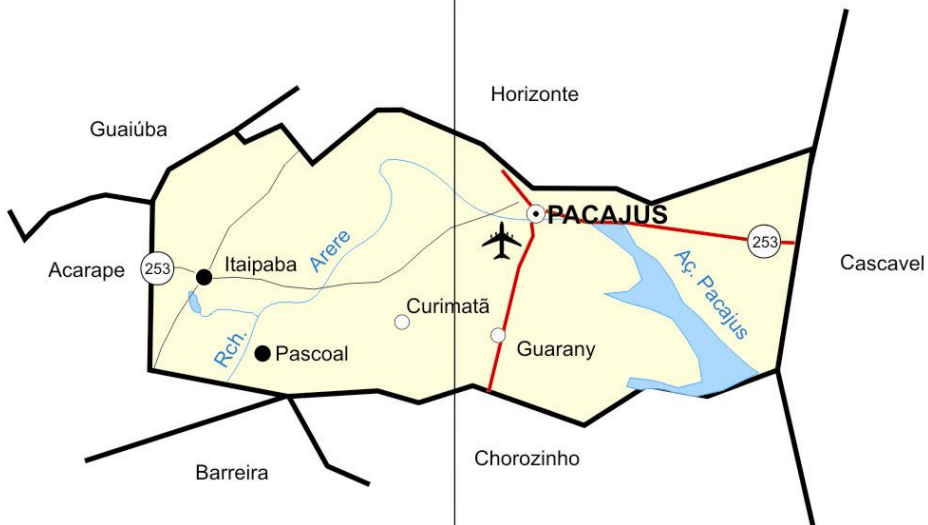 Horizonte
Guaiúba
PACAJUS
253
Acarape
253
Itaipaba
Arere
Aç. Pacajus
Cascavel
Curimatã
Rch.
Pascoal
Guarany
Barreira
Chorozinho